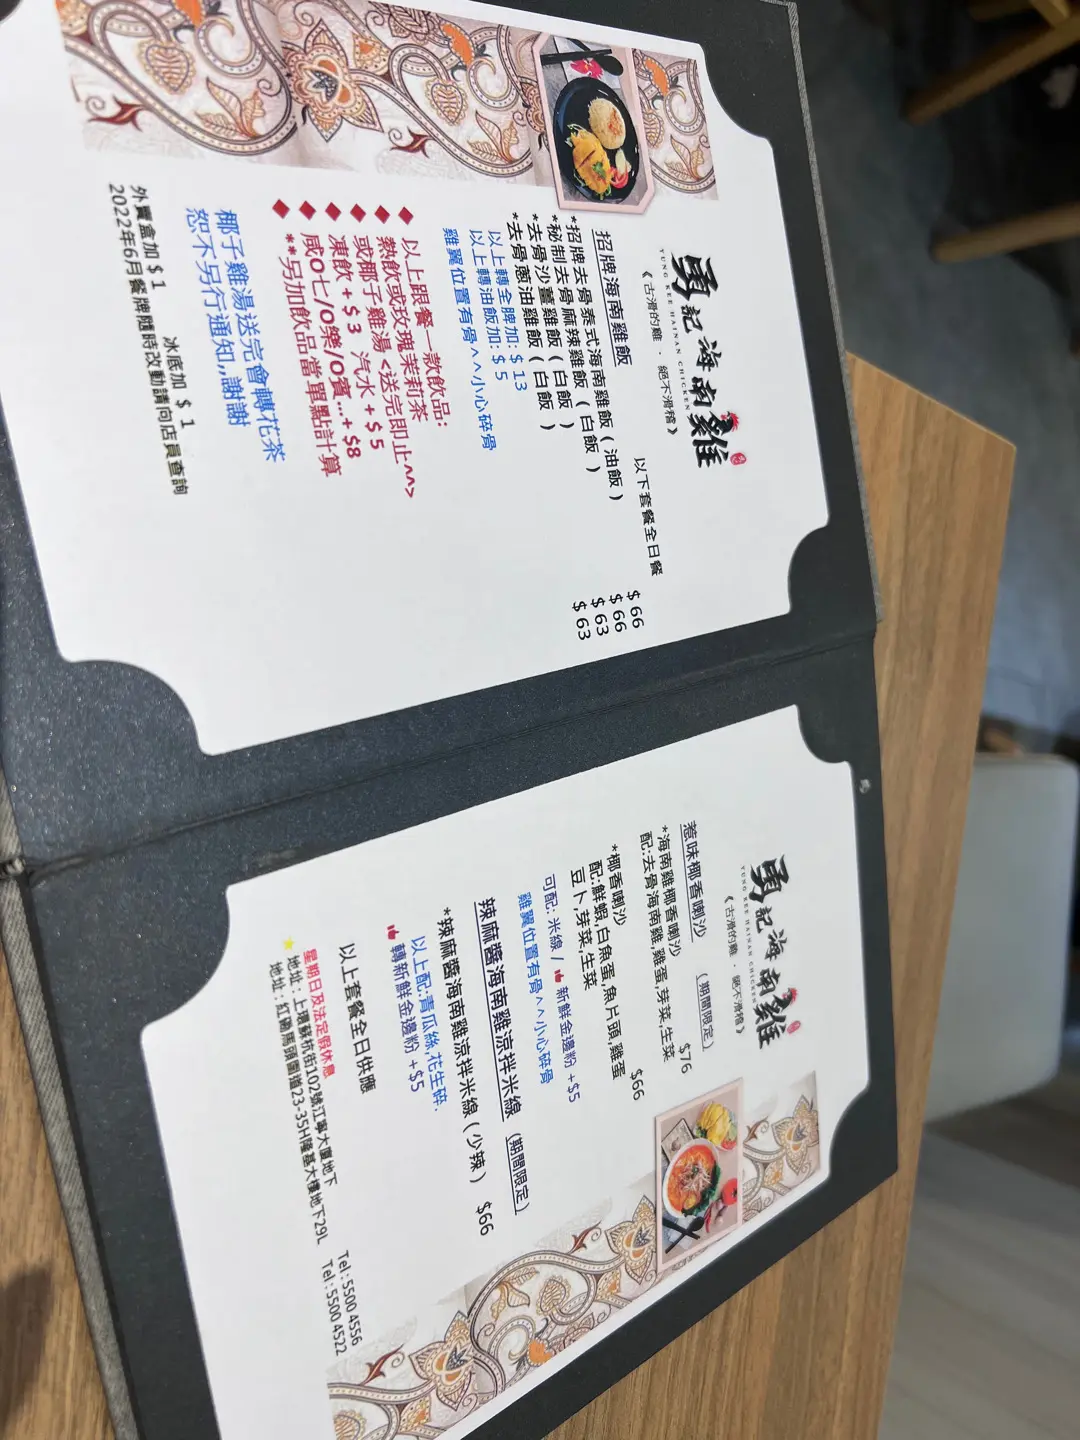 勇記海南雞
YUNG KEE HAINAN CHICKEN
《古滑的雞．絕不滑稽》
以下套餐全日餐
招牌海南雞飯
*招牌去骨泰式海南雞飯（油飯） $66
*秘制去骨麻辣雞飯（白飯） $66
*去骨沙薑雞飯（白飯） $63
*去骨蔥油雞飯（白飯） $63
以上轉全脾加: $13
以上轉油飯加: $5
雞翼位置有骨^^小心碎骨
以上跟餐一款飲品:
熱飲或玫瑰茉莉茶
或椰子雞湯<送完即止^^>
凍飲+$3 汽水+$5
咸O七/O樂/O賓...+$8
**另加飲品當單點計算
椰子雞湯送完會轉花茶
恕不另行通知,,謝謝
外賣盒加$1 冰底加 $1
2022年6月餐牌隨時改動請向店員查詢
勇記海南雞
YUNG KEE HAINAN CHICKEN
《古滑的雞．絕不滑稽》
惹味椰香喇沙 （期間限定）
*海南雞椰香喇沙 $76
配:去骨海南雞,雞蛋,芽菜,生菜
*椰香喇沙 $66
配:鮮蝦,白魚蛋,魚片頭,雞蛋
豆卜,芽菜,生菜
可配: 米線 / 新鮮金邊粉 +$5
雞翼位置有骨^^小心碎骨
辣麻醬海南雞涼拌米線 （期間限定）
*辣麻醬海南雞涼拌米線（少辣） $66
以上配:青瓜絲,花生碎.
轉新鮮金邊粉 +$5
以上套餐全日供應
星期日及法定假休息
地址：上環蘇杭街102號江寧大廈地下 Tel : 5500 4556
地址：紅磡馬頭圍道23-35H隆基大樓地下29L Tel : 5500 4522